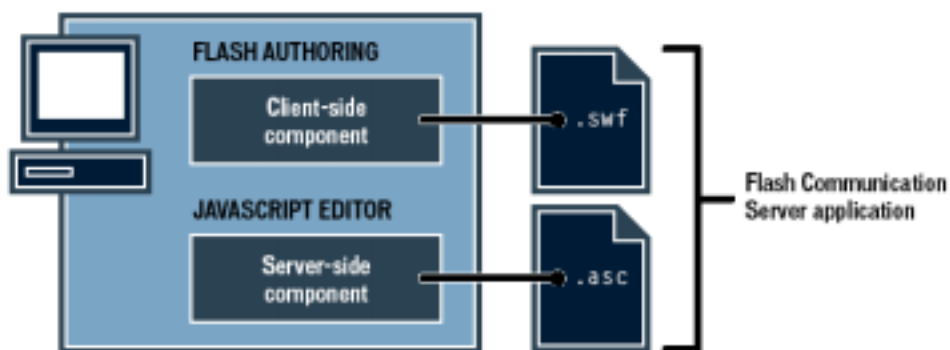 FLASH AUTHORING
Client-side
component
.swf
JAVASCRIPT EDITOR
Server-side
component
.asc
Flash Communication
Server application